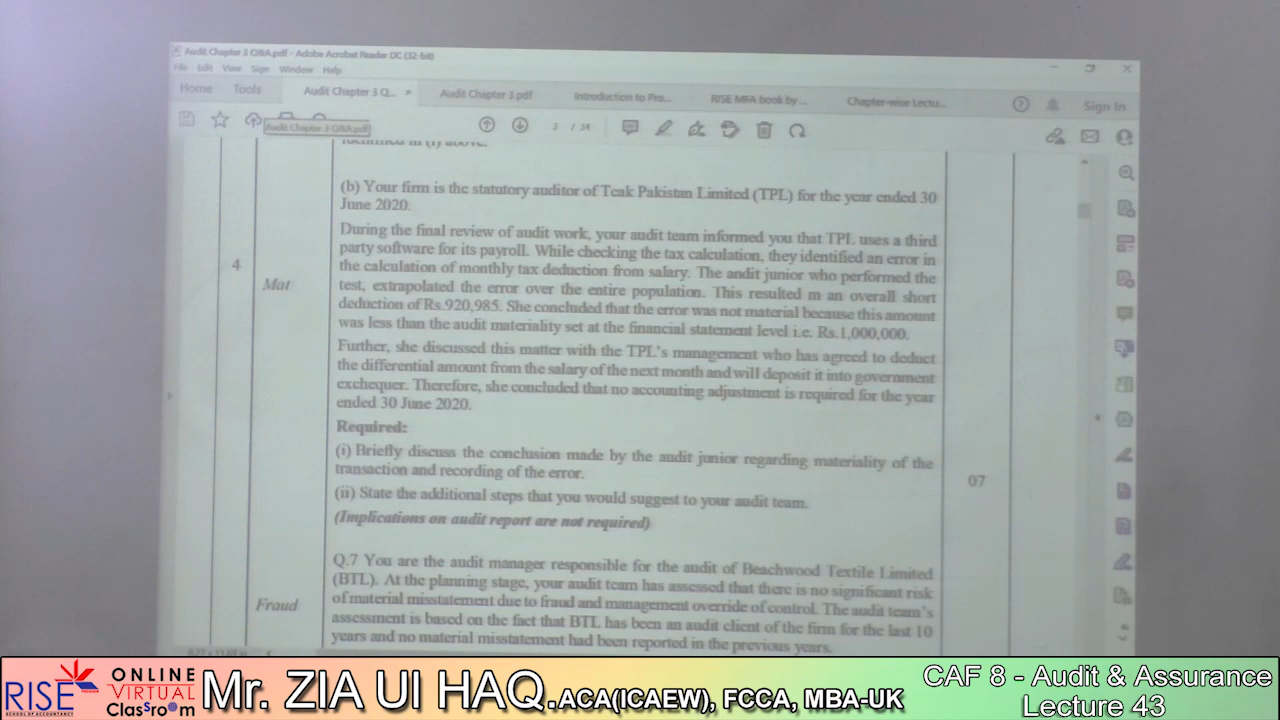 Audit Chapter 3 Q&A.pdf - Adobe Acrobat Reader DC (32-bit)
File Edit View Sign Window Help
Home Tools Audit Chapter 3 Q... × Audit Chapter 3.pdf Introduction to Pro... RISE MFA book by ... Chapter-wise Lectu... Sign In
Audit Chapter 3 Q&A.pdf
3 / 34
identified in (i) above.
(b) Your firm is the statutory auditor of Teak Pakistan Limited (TPL) for the year ended 30
June 2020.
During the final review of audit work, your audit team informed you that TPL uses a third
party software for its payroll. While checking the tax calculation, they identified an error in
the calculation of monthly tax deduction from salary. The audit junior who performed the
test, extrapolated the error over the entire population. This resulted in an overall short
deduction of Rs.920,985. She concluded that the error was not material because this amount
was less than the audit materiality set at the financial statement level i.e. Rs.1,000,000.
4
Mat
Further, she discussed this matter with the TPL's management who has agreed to deduct
the differential amount from the salary of the next month and will deposit it into government
exchequer. Therefore, she concluded that no accounting adjustment is required for the year
ended 30 June 2020.
Required:
(i) Briefly discuss the conclusion made by the audit junior regarding materiality of the
transaction and recording of the error.
(ii) State the additional steps that you would suggest to your audit team.
(Implications on audit report are not required)
07
Q.7 You are the audit manager responsible for the audit of Beachwood Textile Limited
(BTL). At the planning stage, your audit team has assessed that there is no significant risk
of material misstatement due to fraud and management override of control. The audit team's
assessment is based on the fact that BTL has been an audit client of the firm for the last 10
years and no material misstatement had been reported in the previous years.
Fraud
RISE
SCHOOL OF ACCOUNTANCY
ONLINE
VIRTUAL
Classroom
Mr. ZIA UI HAQ.ACA(ICAEW), FCCA, MBA-UK
CAF 8 - Audit & Assurance
Lecture 43